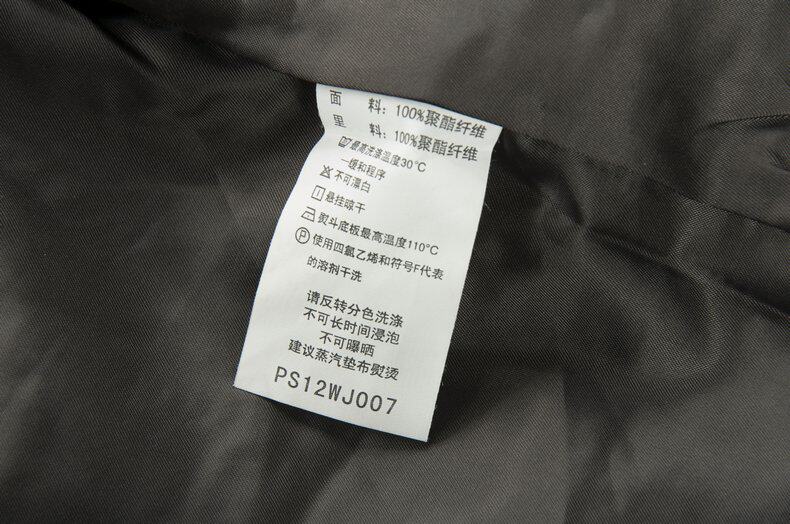 面 料: 100%聚酯纤维
里 料: 100%聚酯纤维
最高洗涤温度30℃
一缓和程序
不可漂白
悬挂晾干
熨斗底板最高温度110℃
Ⓟ使用四氯乙烯和符号F代表
的溶剂干洗
请反转分色洗涤
不可长时间浸泡
不可曝晒
建议蒸汽垫布熨烫
PS12WJ007